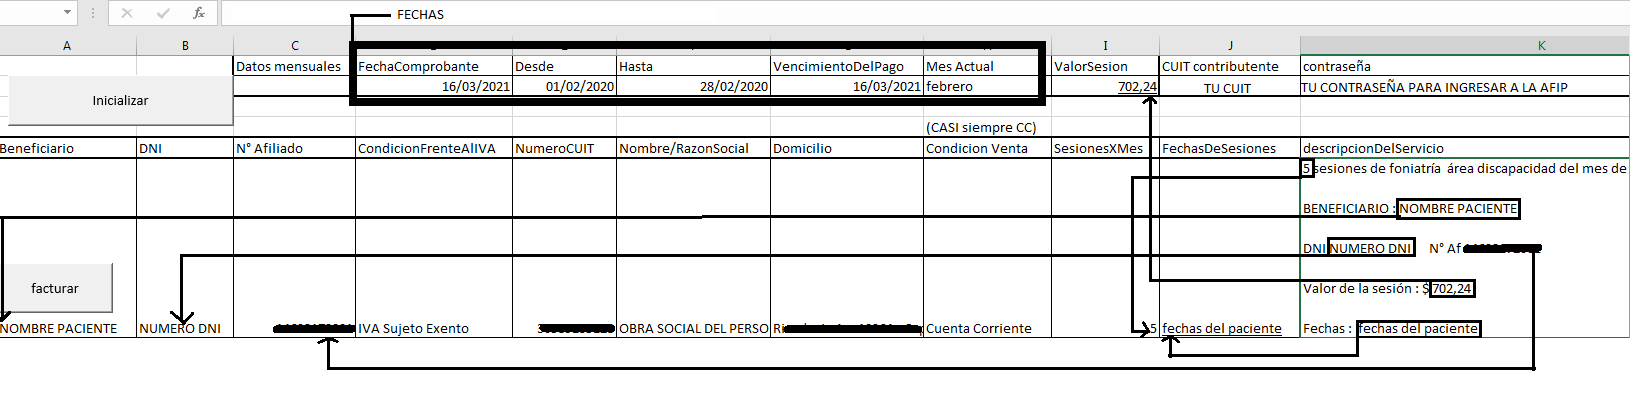 fx
FECHAS
A B C I J K
Datos mensuales FechaComprobante Desde Hasta VencimientoDelPago Mes Actual ValorSesion CUIT contributente contraseña
Inicializar
16/03/2021 01/02/2020 28/02/2020 16/03/2021 febrero 702,24 TU CUIT TU CONTRASEÑA PARA INGRESAR A LA AFIP
(CASI siempre CC)
Beneficiario DNI N° Afiliado CondicionFrenteAlIVA NumeroCUIT Nombre/RazonSocial Domicilio Condicion Venta SesionesXMes FechasDeSesiones descripcionDelServicio
5 sesiones de foniatría área discapacidad del mes de
BENEFICIARIO : NOMBRE PACIENTE
DNI NUMERO DNI N° Af
facturar
Valor de la sesión : $ 702,24
NOMBRE PACIENTE NUMERO DNI IVA Sujeto Exento OBRA SOCIAL DEL PERSO Cuenta Corriente 5 fechas del paciente Fechas : fechas del paciente